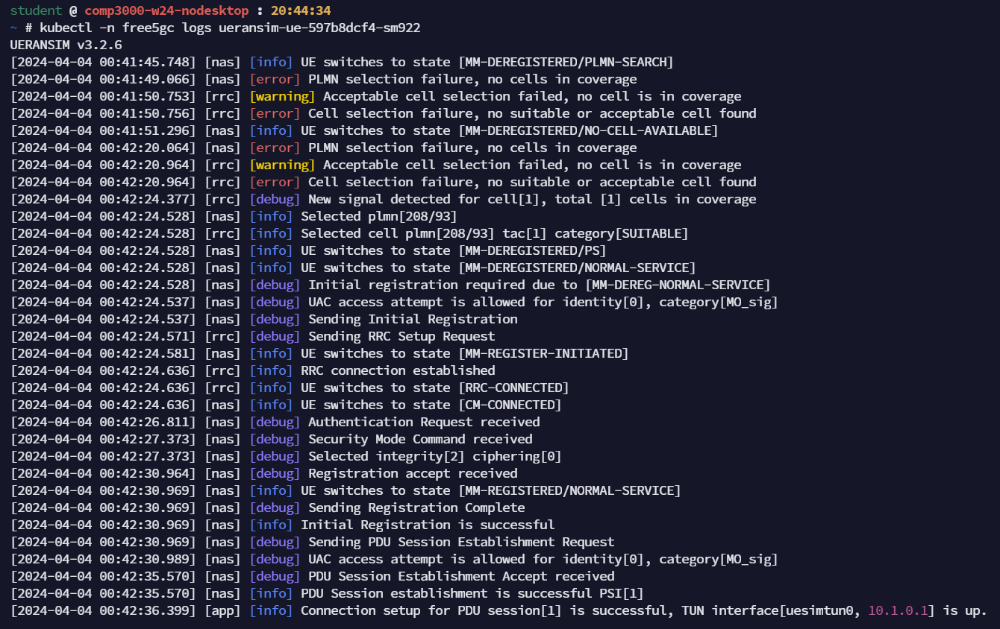 student @ comp3000-w24-nodesktop : 20:44:34
~ # kubectl -n free5gc logs ueransim-ue-597b8dcf4-sm922
UERANSIM v3.2.6
[2024-04-04 00:41:45.748] [nas] [info] UE switches to state [MM-DEREGISTERED/PLMN-SEARCH]
[2024-04-04 00:41:49.066] [nas] [error] PLMN selection failure, no cells in coverage
[2024-04-04 00:41:50.753] [rrc] [warning] Acceptable cell selection failed, no cell is in coverage
[2024-04-04 00:41:50.756] [rrc] [error] Cell selection failure, no suitable or acceptable cell found
[2024-04-04 00:41:51.296] [nas] [info] UE switches to state [MM-DEREGISTERED/NO-CELL-AVAILABLE]
[2024-04-04 00:42:20.064] [nas] [error] PLMN selection failure, no cells in coverage
[2024-04-04 00:42:20.964] [rrc] [warning] Acceptable cell selection failed, no cell is in coverage
[2024-04-04 00:42:20.964] [rrc] [error] Cell selection failure, no suitable or acceptable cell found
[2024-04-04 00:42:24.377] [rrc] [debug] New signal detected for cell[1], total [1] cells in coverage
[2024-04-04 00:42:24.528] [nas] [info] Selected plmn[208/93]
[2024-04-04 00:42:24.528] [rrc] [info] Selected cell plmn[208/93] tac[1] category[SUITABLE]
[2024-04-04 00:42:24.528] [nas] [info] UE switches to state [MM-DEREGISTERED/PS]
[2024-04-04 00:42:24.528] [nas] [info] UE switches to state [MM-DEREGISTERED/NORMAL-SERVICE]
[2024-04-04 00:42:24.528] [nas] [debug] Initial registration required due to [MM-DEREG-NORMAL-SERVICE]
[2024-04-04 00:42:24.537] [nas] [debug] UAC access attempt is allowed for identity[0], category[MO_sig]
[2024-04-04 00:42:24.537] [nas] [debug] Sending Initial Registration
[2024-04-04 00:42:24.571] [rrc] [debug] Sending RRC Setup Request
[2024-04-04 00:42:24.581] [nas] [info] UE switches to state [MM-REGISTER-INITIATED]
[2024-04-04 00:42:24.636] [rrc] [info] RRC connection established
[2024-04-04 00:42:24.636] [rrc] [info] UE switches to state [RRC-CONNECTED]
[2024-04-04 00:42:24.636] [nas] [info] UE switches to state [CM-CONNECTED]
[2024-04-04 00:42:26.811] [nas] [debug] Authentication Request received
[2024-04-04 00:42:27.373] [nas] [debug] Security Mode Command received
[2024-04-04 00:42:27.373] [nas] [debug] Selected integrity[2] ciphering[0]
[2024-04-04 00:42:30.964] [nas] [debug] Registration accept received
[2024-04-04 00:42:30.969] [nas] [info] UE switches to state [MM-REGISTERED/NORMAL-SERVICE]
[2024-04-04 00:42:30.969] [nas] [debug] Sending Registration Complete
[2024-04-04 00:42:30.969] [nas] [info] Initial Registration is successful
[2024-04-04 00:42:30.969] [nas] [debug] Sending PDU Session Establishment Request
[2024-04-04 00:42:30.989] [nas] [debug] UAC access attempt is allowed for identity[0], category[MO_sig]
[2024-04-04 00:42:35.570] [nas] [debug] PDU Session Establishment Accept received
[2024-04-04 00:42:35.570] [nas] [info] PDU Session establishment is successful PSI[1]
[2024-04-04 00:42:36.399] [app] [info] Connection setup for PDU session[1] is successful, TUN interface[uesimtun0, 10.1.0.1] is up.